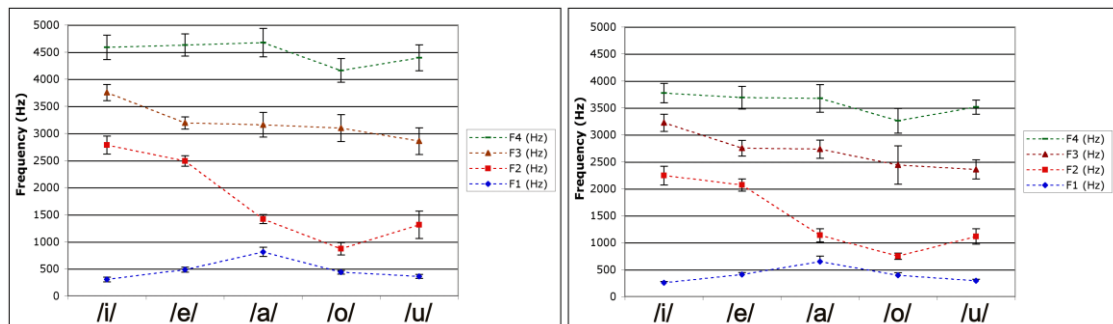 Frequency (Hz)
5000
4500
4000
3500
3000
2500
2000
1500
1000
500
0
/i/ /e/ /a/ /o/ /u/
F4 (Hz)
F3 (Hz)
F2 (Hz)
F1 (Hz)
Frequency (Hz)
5000
4500
4000
3500
3000
2500
2000
1500
1000
500
0
/i/ /e/ /a/ /o/ /u/
F4 (Hz)
F3 (Hz)
F2 (Hz)
F1 (Hz)